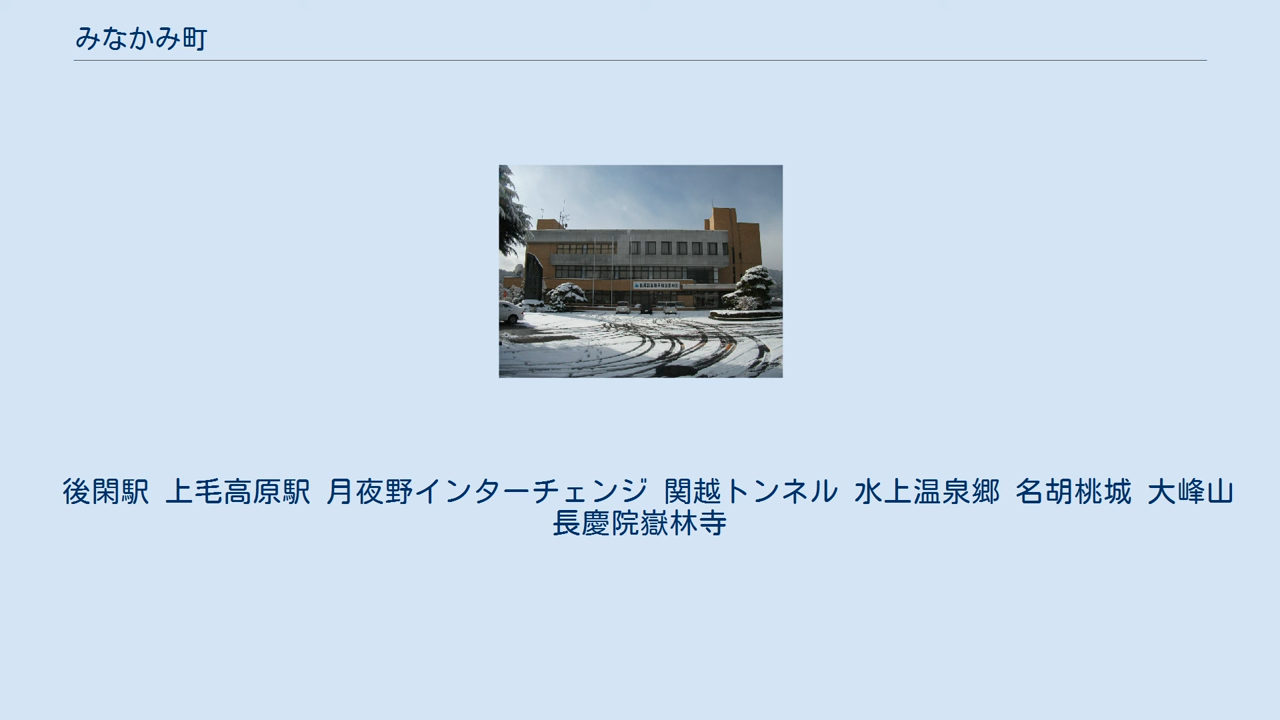 みなかみ町
後閑駅 上毛高原駅 月夜野インターチェンジ 関越トンネル 水上温泉郷 名胡桃城 大峰山
長慶院嶽林寺